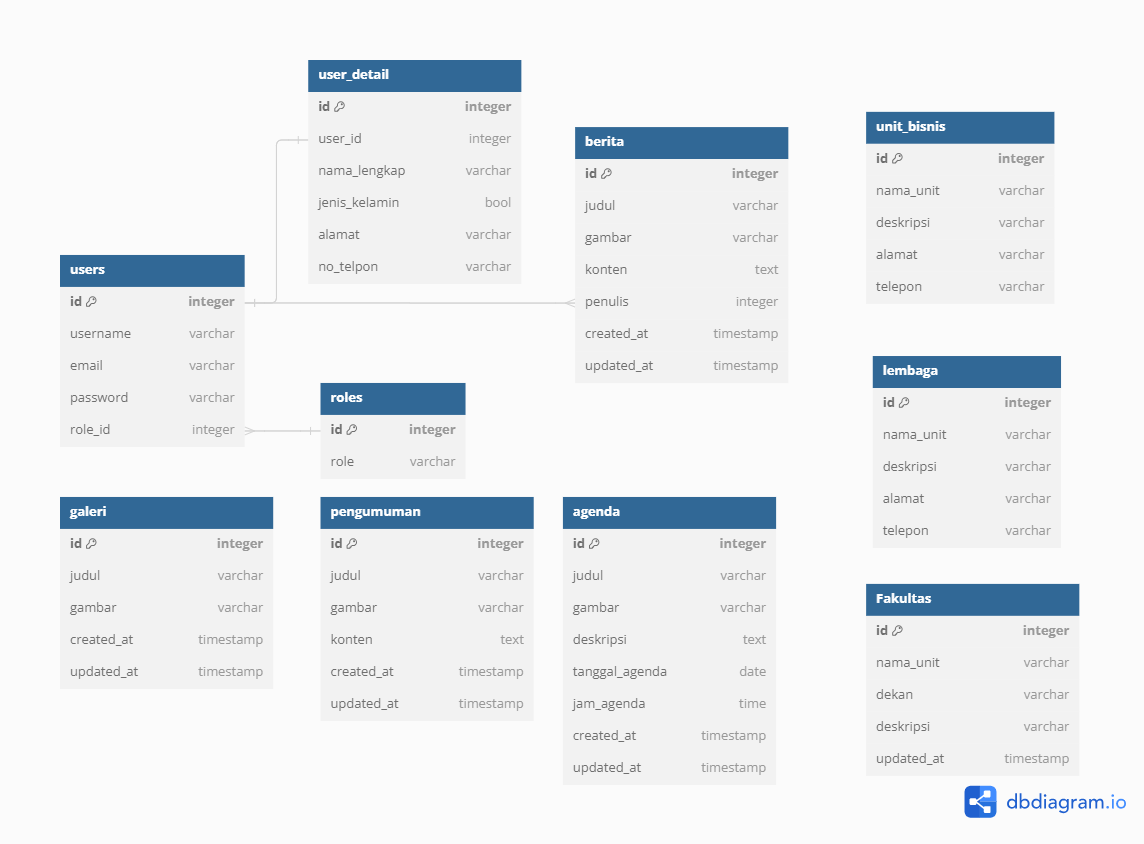 user_detail
id integer
user_id integer
nama_lengkap varchar
jenis_kelamin bool
alamat varchar
no_telpon varchar
berita
id integer
judul varchar
gambar varchar
konten text
penulis integer
created_at timestamp
updated_at timestamp
unit_bisnis
id integer
nama_unit varchar
deskripsi varchar
alamat varchar
telepon varchar
users
id integer
username varchar
email varchar
password varchar
role_id integer
roles
id integer
role varchar
lembaga
id integer
nama_unit varchar
deskripsi varchar
alamat varchar
telepon varchar
galeri
id integer
judul varchar
gambar varchar
created_at timestamp
updated_at timestamp
pengumuman
id integer
judul varchar
gambar varchar
konten text
created_at timestamp
updated_at timestamp
agenda
id integer
judul varchar
gambar varchar
deskripsi text
tanggal_agenda date
jam_agenda time
created_at timestamp
updated_at timestamp
Fakultas
id integer
nama_unit varchar
dekan varchar
deskripsi varchar
updated_at timestamp
dbdiagram.io